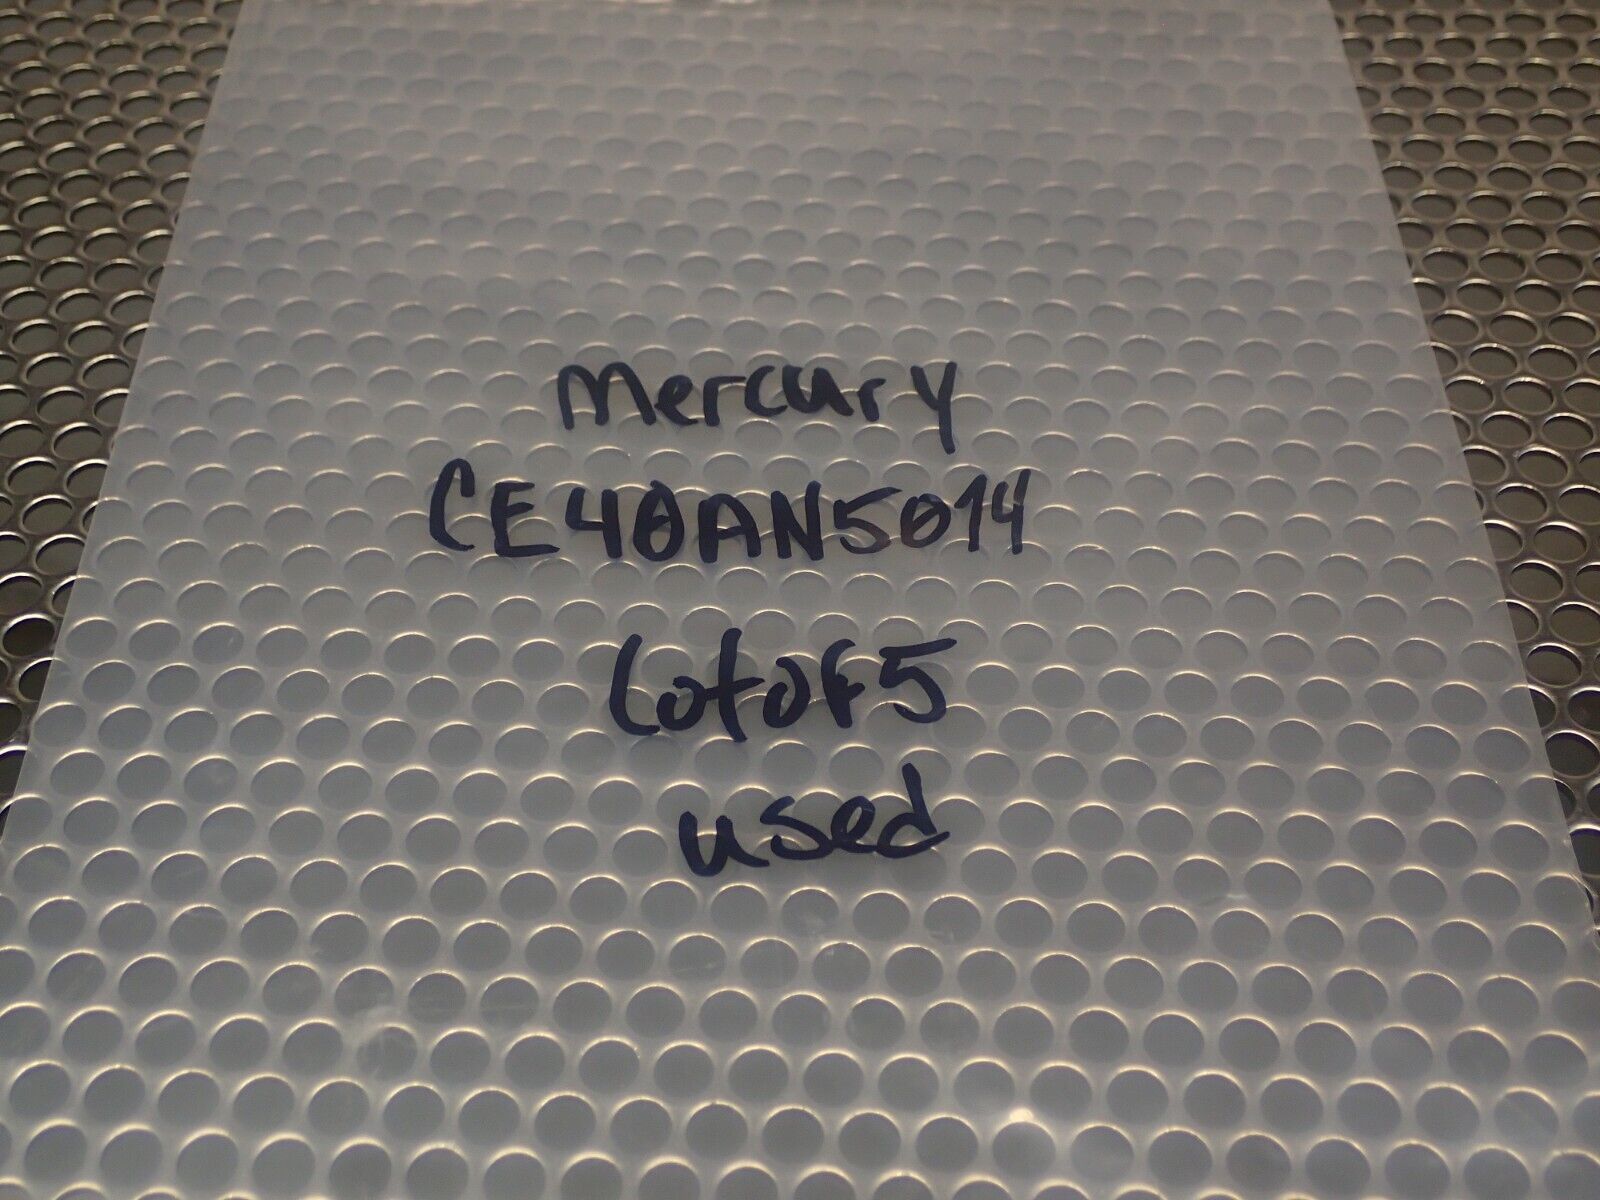 Mercury
CE40AN5014
Lot of 5
used